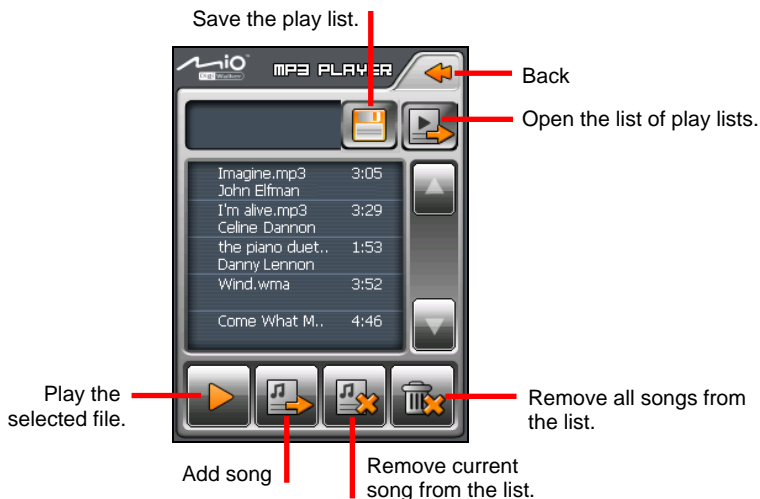 Save the play list.
Mio
DigiWalker
MP3 PLAYER
Back
Open the list of play lists.
Imagine.mp3 3:05
John Elfman
I'm alive.mp3 3:29
Celine Dannon
the piano duet.. 1:53
Danny Lennon
Wind.wma 3:52
Come What M.. 4:46
Play the
selected file.
Add song
Remove current
song from the list.
Remove all songs from
the list.